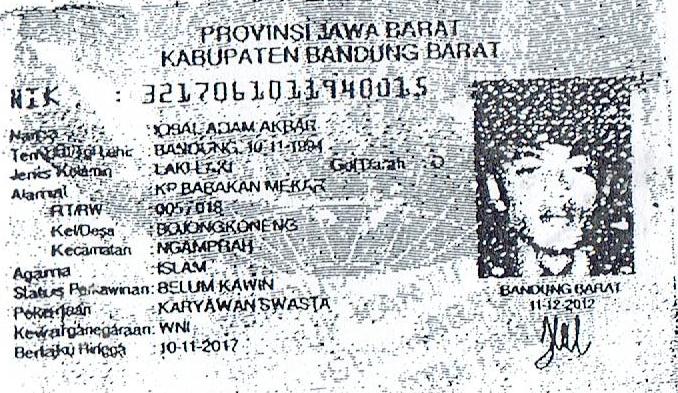 PROVINSI JAWA BARAT
KABUPATEN BANDUNG BARAT
NIK : 3217061011940015
Nama : IQBAL ADAM AKBAR
Tempat/Tgl Lahir : BANDUNG, 10-11-1994
Jenis Kelamin : LAKI-LAKI Gol Darah : O
Alamat : KP BABAKAN MEKAR
RT/RW : 005/018
Kel/Desa : BOJONGKONENG
Kecamatan : NGAMPRAH
Agama : ISLAM
Status Perkawinan: BELUM KAWIN
Pekerjaan : KARYAWAN SWASTA
Kewarganegaraan: WNI
Berlaku Hingga : 10-11-2017
BANDUNG BARAT
11-12-2012